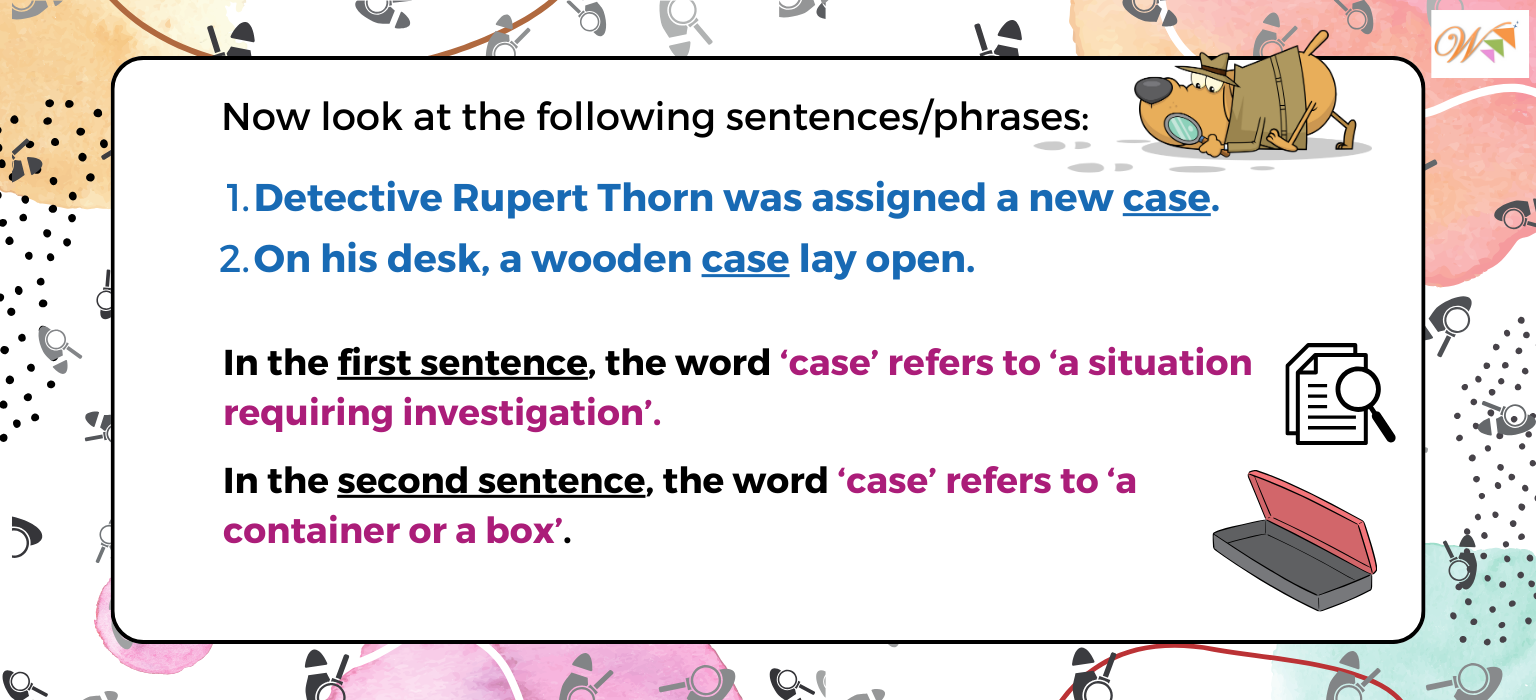 Now look at the following sentences/phrases:
1. Detective Rupert Thorn was assigned a new case.
2. On his desk, a wooden case lay open.
In the first sentence, the word ‘case’ refers to ‘a situation
requiring investigation’.
In the second sentence, the word ‘case’ refers to ‘a
container or a box’.
W